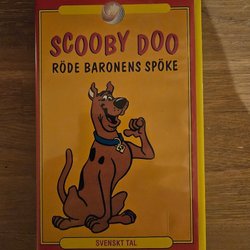 SCOOBY DOO
RÖDE BARONENS SPÖKE
SVENSKT TAL